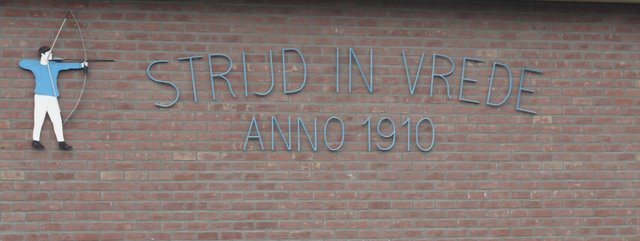 STRIJD IN VREDE
ANNO 1910